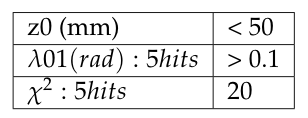 z0 (mm) < 50
λ01(rad) : 5hits > 0.1
χ² : 5hits 20